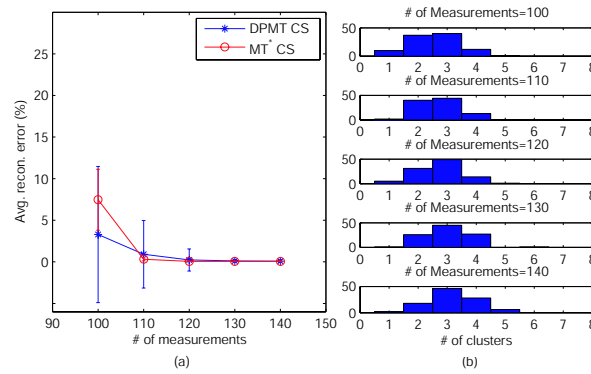 DPMT CS
MT* CS
25
20
15
10
5
0
Avg. recon. error (%)
90 100 110 120 130 140 150
# of measurements
(a)
# of Measurements=100
50
0
0 1 2 3 4 5 6 7 8
# of Measurements=110
50
0
0 1 2 3 4 5 6 7 8
# of Measurements=120
50
0
0 1 2 3 4 5 6 7 8
# of Measurements=130
50
0
0 1 2 3 4 5 6 7 8
# of Measurements=140
50
0
0 1 2 3 4 5 6 7 8
# of clusters
(b)